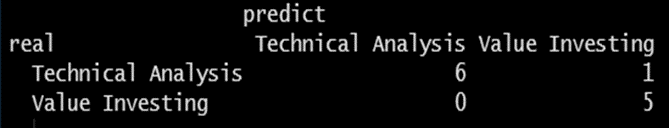 predict
real Technical Analysis Value Investing
Technical Analysis 6 1
Value Investing 0 5